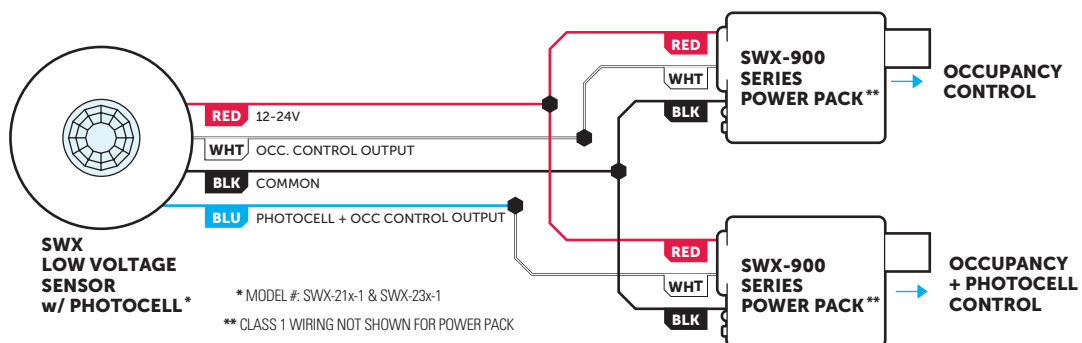 RED 12-24V
WHT OCC. CONTROL OUTPUT
BLK COMMON
BLU PHOTOCELL + OCC CONTROL OUTPUT
SWX
LOW VOLTAGE
SENSOR
w/ PHOTOCELL*
* MODEL #: SWX-21x-1 & SWX-23x-1
** CLASS 1 WIRING NOT SHOWN FOR POWER PACK
RED
WHT
BLK
SWX-900
SERIES
POWER PACK**
OCCUPANCY
CONTROL
RED
WHT
BLK
SWX-900
SERIES
POWER PACK**
OCCUPANCY
+ PHOTOCELL
CONTROL